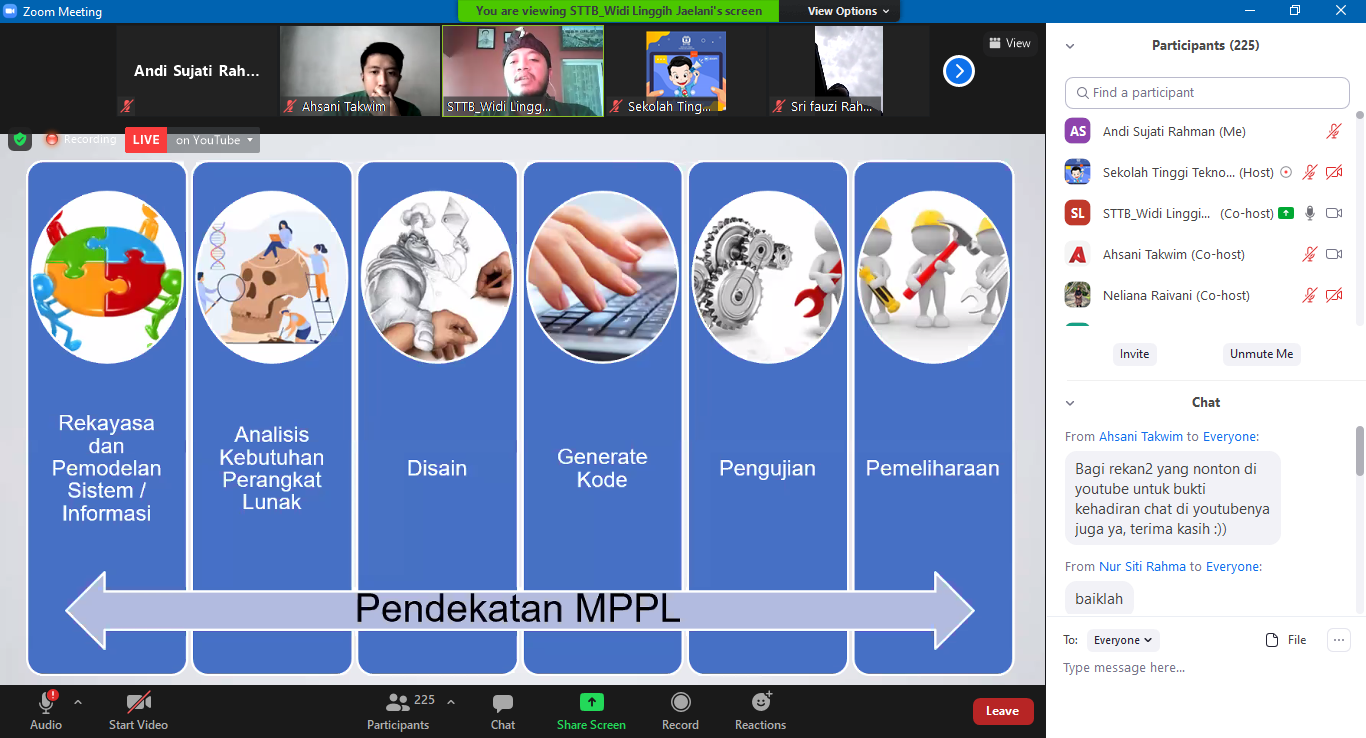 Zoom Meeting
You are viewing STTB_Widi Linggih Jaelani's screen
View Options
Andi Sujati Rah...
Ahsani Takwim
STTB_Widi Lingg...
Sekolah Ting...
Sri fauzi Rah...
View
Recording
LIVE
on YouTube
Rekayasa
dan
Pemodelan
Sistem /
Informasi
Analisis
Kebutuhan
Perangkat
Lunak
Disain
Generate
Kode
Pengujian
Pemeliharaan
Pendekatan MPPL
Audio
Start Video
225
Participants
Chat
Share Screen
Record
Reactions
Leave
Participants (225)
Find a participant
AS
Andi Sujati Rahman (Me)
Sekolah Tinggi Tekno... (Host)
SL
STTB_Widi Linggi... (Co-host)
Ahsani Takwim (Co-host)
Neliana Raivani (Co-host)
Invite
Unmute Me
Chat
From Ahsani Takwim to Everyone:
Bagi rekan2 yang nonton di
youtube untuk bukti
kehadiran chat di youtubenya
juga ya, terima kasih :))
From Nur Siti Rahma to Everyone:
baiklah
To: Everyone
File
Type message here...